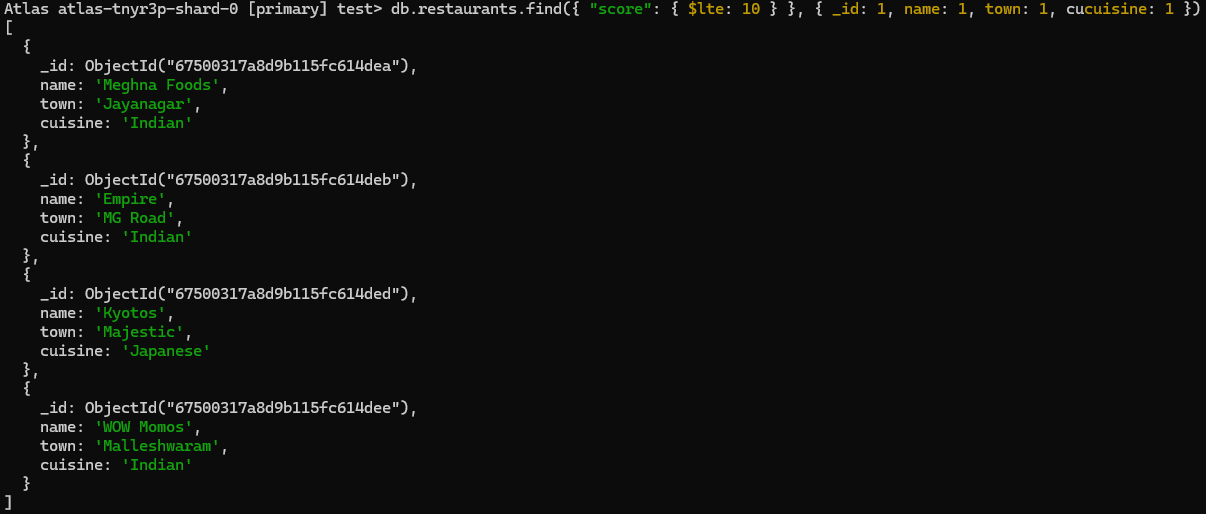 Atlas atlas-tnyr3p-shard-0 [primary] test> db.restaurants.find({ "score": { $lte: 10 } }, { _id: 1, name: 1, town: 1, cucuisine: 1 })
[
  {
    _id: ObjectId("67500317a8d9b115fc614dea"),
    name: 'Meghna Foods',
    town: 'Jayanagar',
    cuisine: 'Indian'
  },
  {
    _id: ObjectId("67500317a8d9b115fc614deb"),
    name: 'Empire',
    town: 'MG Road',
    cuisine: 'Indian'
  },
  {
    _id: ObjectId("67500317a8d9b115fc614ded"),
    name: 'Kyotos',
    town: 'Majestic',
    cuisine: 'Japanese'
  },
  {
    _id: ObjectId("67500317a8d9b115fc614dee"),
    name: 'WOW Momos',
    town: 'Malleshwaram',
    cuisine: 'Indian'
  }
]